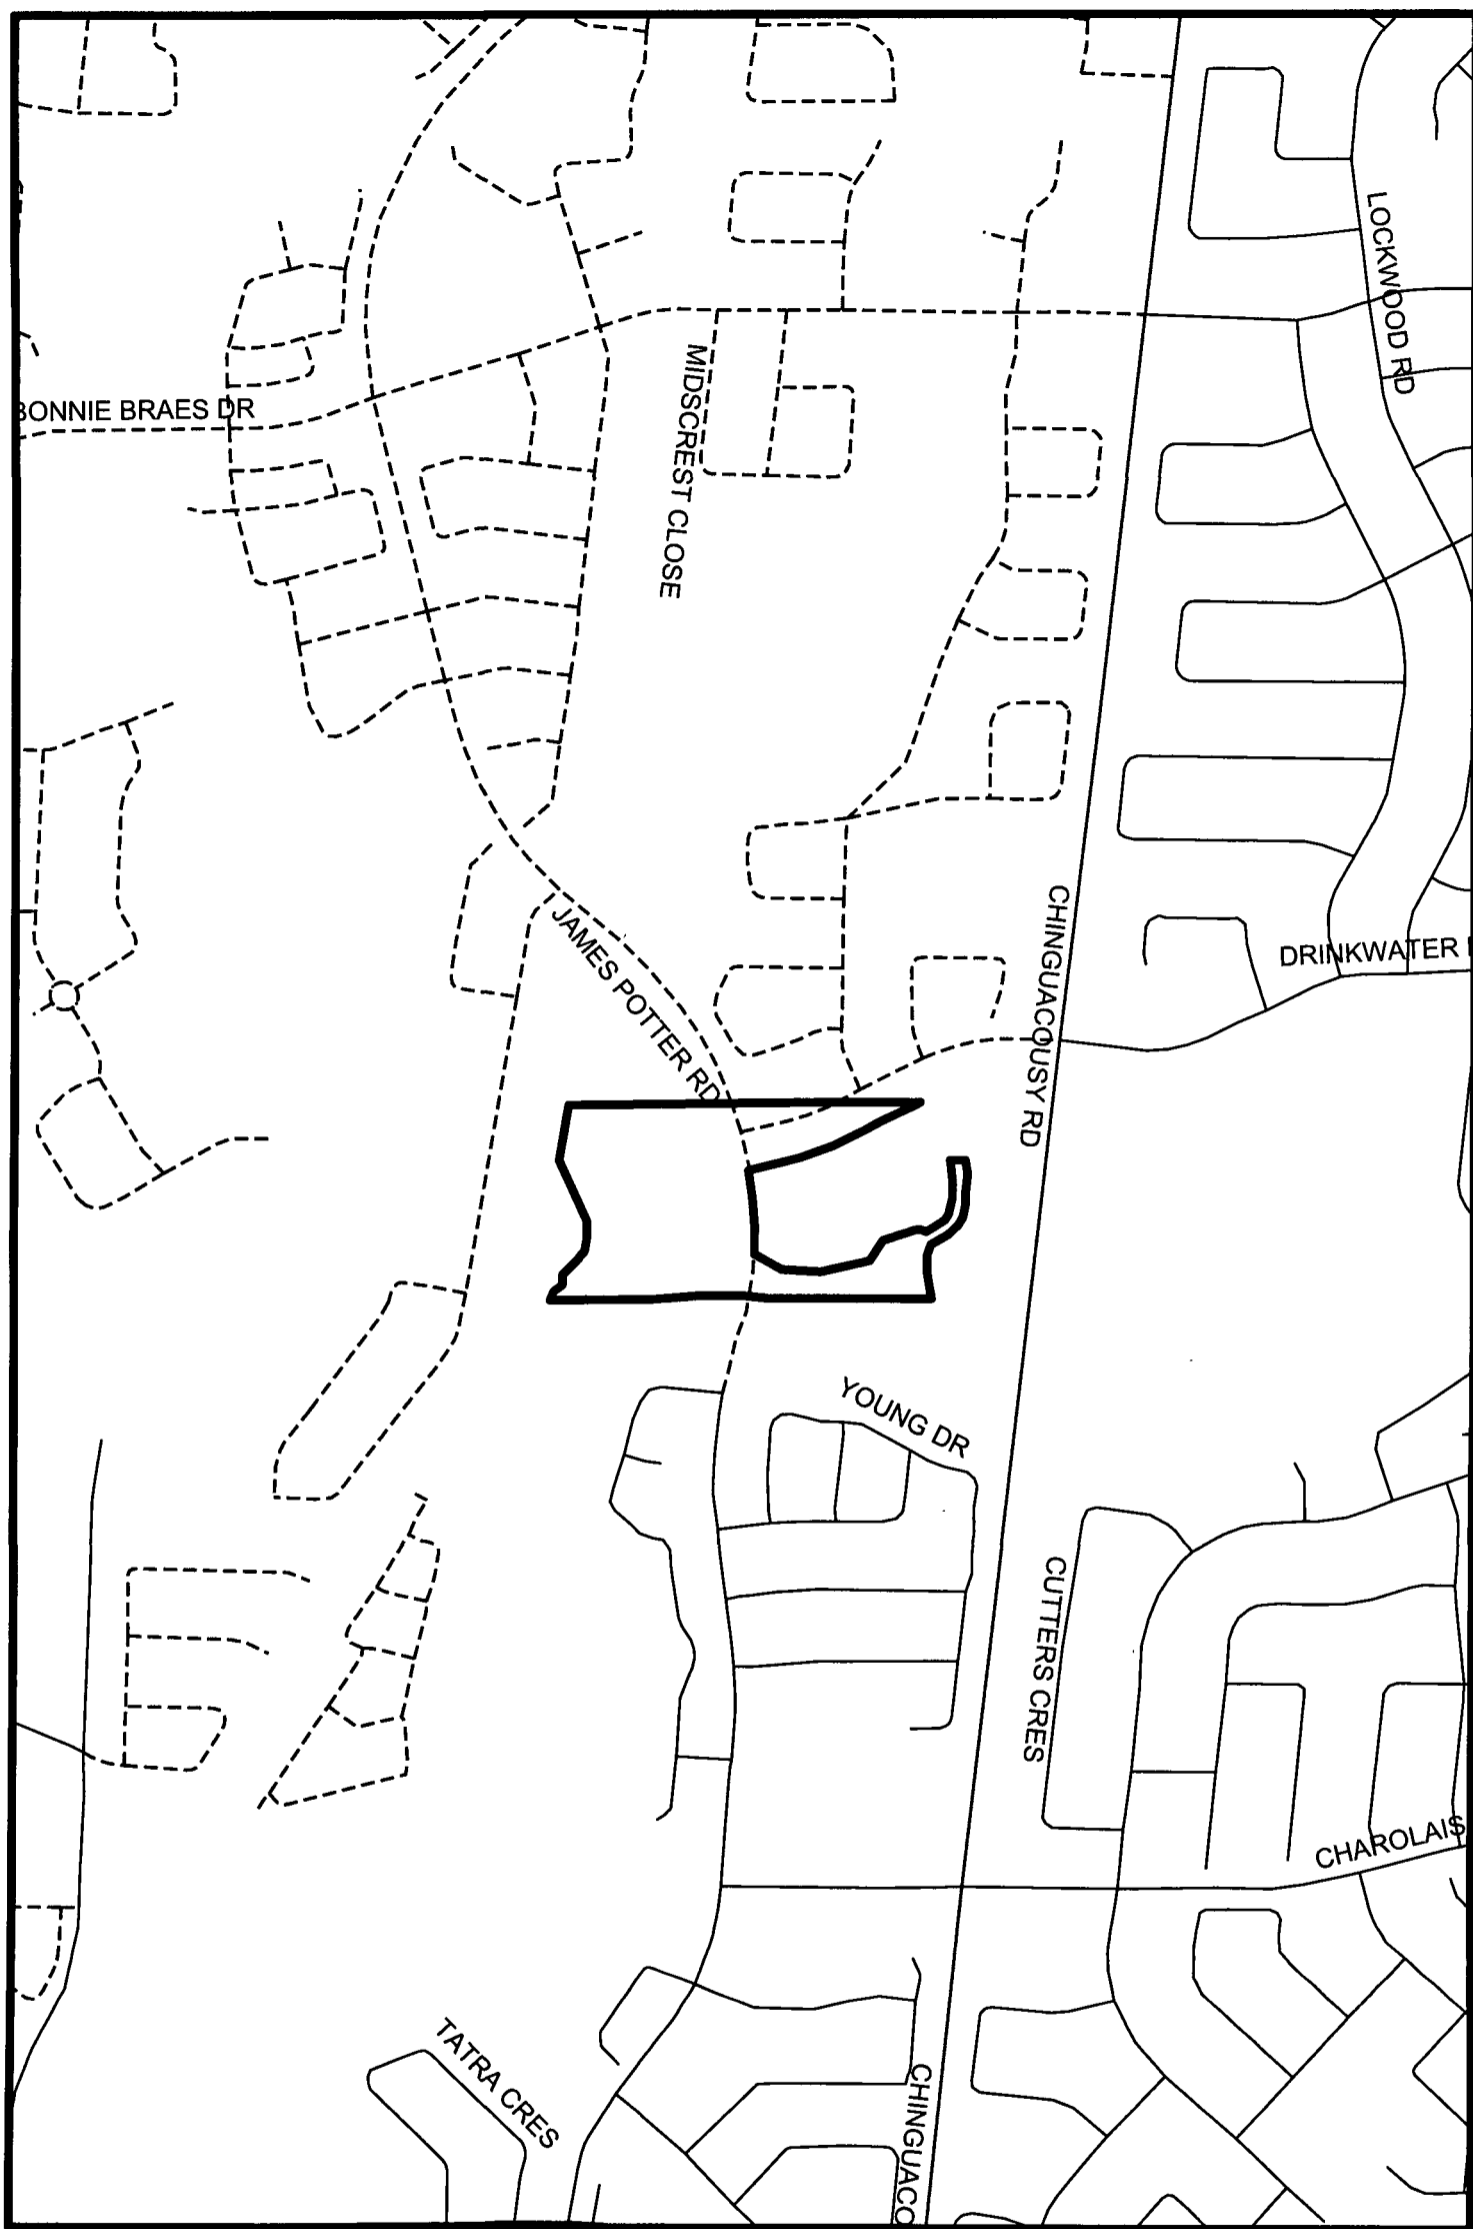 LOCKWOOD RD
MIDSCREST CLOSE
BONNIE BRAES DR
CHINGUACOUSY RD
JAMES POTTER RD
DRINKWATER
YOUNG DR
CUTTERS CRES
CHAROLAIS
TATRA CRES
CHINGUACO